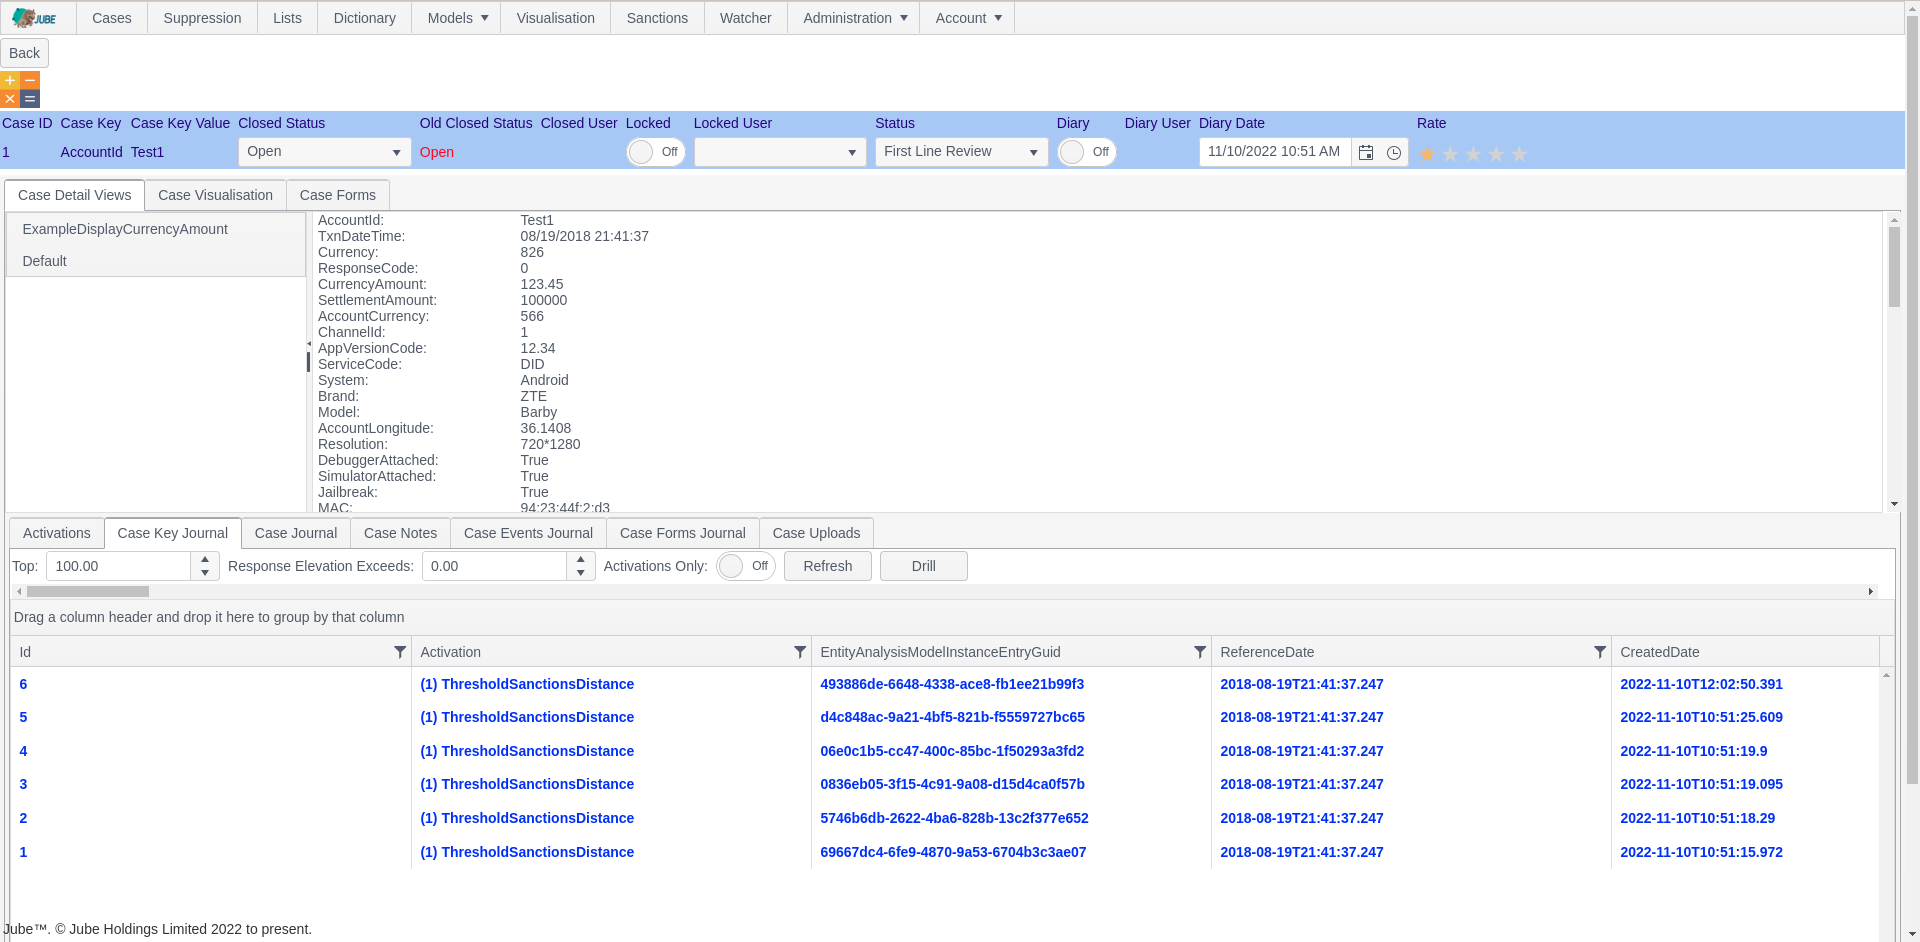 JUBE Cases Suppression Lists Dictionary Models Visualisation Sanctions Watcher Administration Account
Back
+ −
× =
Case ID Case Key Case Key Value Closed Status Old Closed Status Closed User Locked Locked User Status Diary Diary User Diary Date Rate
1 AccountId Test1 Open Open Off First Line Review Off 11/10/2022 10:51 AM
Case Detail Views Case Visualisation Case Forms
ExampleDisplayCurrencyAmount
Default
AccountId: Test1
TxnDateTime: 08/19/2018 21:41:37
Currency: 826
ResponseCode: 0
CurrencyAmount: 123.45
SettlementAmount: 100000
AccountCurrency: 566
ChannelId: 1
AppVersionCode: 12.34
ServiceCode: DID
System: Android
Brand: ZTE
Model: Barby
AccountLongitude: 36.1408
Resolution: 720*1280
DebuggerAttached: True
SimulatorAttached: True
Jailbreak: True
MAC: 94:23:44f:2:d3
Activations Case Key Journal Case Journal Case Notes Case Events Journal Case Forms Journal Case Uploads
Top: 100.00 Response Elevation Exceeds: 0.00 Activations Only: Off Refresh Drill
Drag a column header and drop it here to group by that column
Id Activation EntityAnalysisModelInstanceEntryGuid ReferenceDate CreatedDate
6 (1) ThresholdSanctionsDistance 493886de-6648-4338-ace8-fb1ee21b99f3 2018-08-19T21:41:37.247 2022-11-10T12:02:50.391
5 (1) ThresholdSanctionsDistance d4c848ac-9a21-4bf5-821b-f5559727bc65 2018-08-19T21:41:37.247 2022-11-10T10:51:25.609
4 (1) ThresholdSanctionsDistance 06e0c1b5-cc47-400c-85bc-1f50293a3fd2 2018-08-19T21:41:37.247 2022-11-10T10:51:19.9
3 (1) ThresholdSanctionsDistance 0836eb05-3f15-4c91-9a08-d15d4ca0f57b 2018-08-19T21:41:37.247 2022-11-10T10:51:19.095
2 (1) ThresholdSanctionsDistance 5746b6db-2622-4ba6-828b-13c2f377e652 2018-08-19T21:41:37.247 2022-11-10T10:51:18.29
1 (1) ThresholdSanctionsDistance 69667dc4-6fe9-4870-9a53-6704b3c3ae07 2018-08-19T21:41:37.247 2022-11-10T10:51:15.972
Jube™. © Jube Holdings Limited 2022 to present.